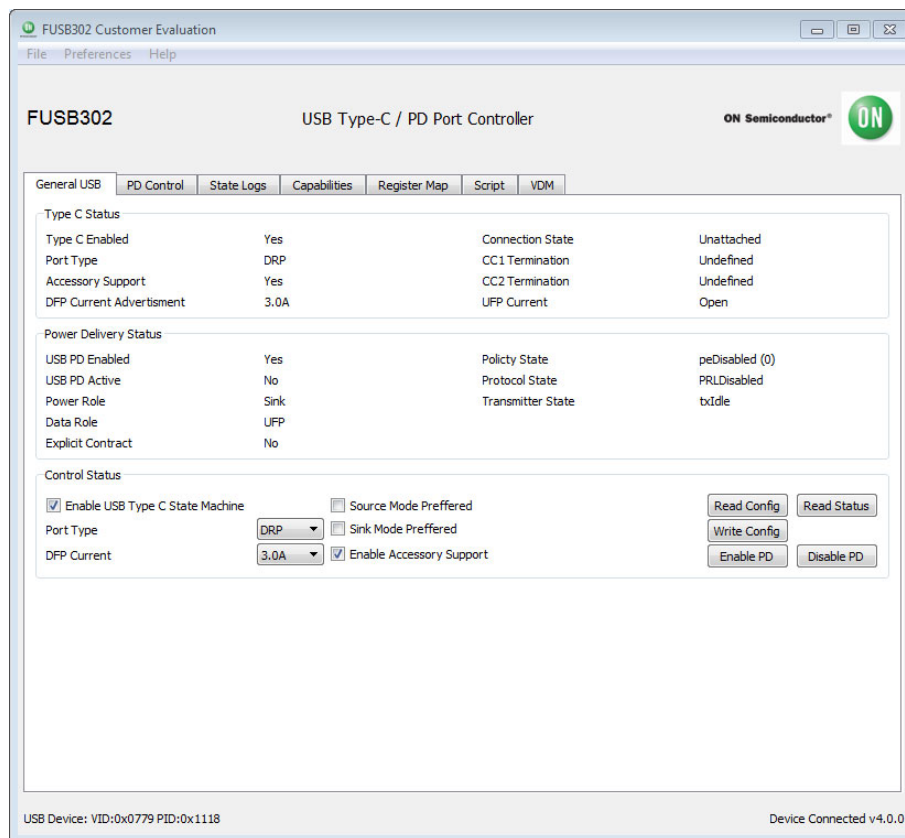 FUSB302 Customer Evaluation
File Preferences Help
FUSB302
USB Type-C / PD Port Controller
ON Semiconductor®
ON
General USB PD Control State Logs Capabilities Register Map Script VDM
Type C Status
Type C Enabled Yes Connection State Unattached
Port Type DRP CC1 Termination Undefined
Accessory Support Yes CC2 Termination Undefined
DFP Current Advertisment 3.0A UFP Current Open
Power Delivery Status
USB PD Enabled Yes Policty State peDisabled (0)
USB PD Active No Protocol State PRLDisabled
Power Role Sink Transmitter State txIdle
Data Role UFP
Explicit Contract No
Control Status
Enable USB Type C State Machine Source Mode Preffered Read Config Read Status
Port Type DRP Sink Mode Preffered Write Config
DFP Current 3.0A Enable Accessory Support Enable PD Disable PD
USB Device: VID:0x0779 PID:0x1118 Device Connected v4.0.0